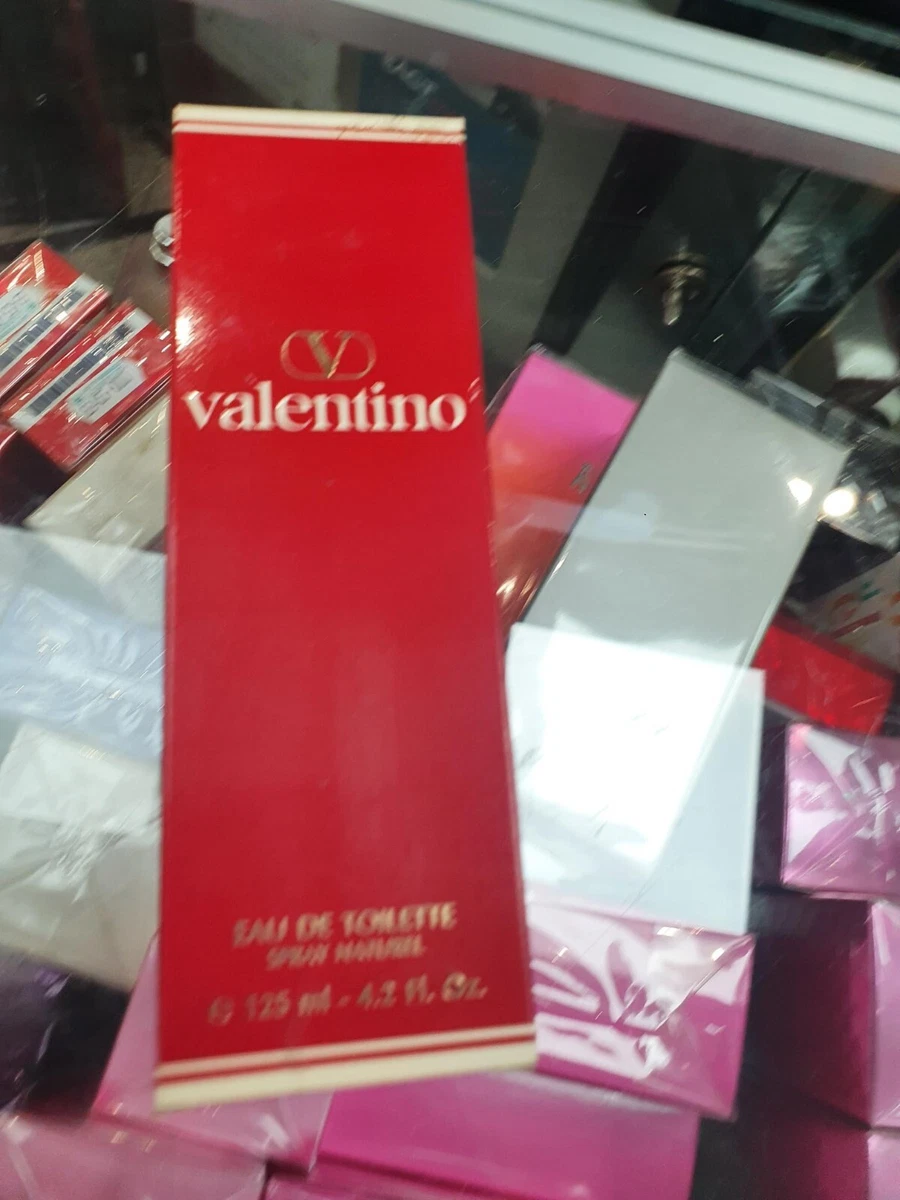 V
valentino
EAU DE TOILETTE
SPRAY NATUREL
℮ 125 ml - 4.2 fl. Oz.